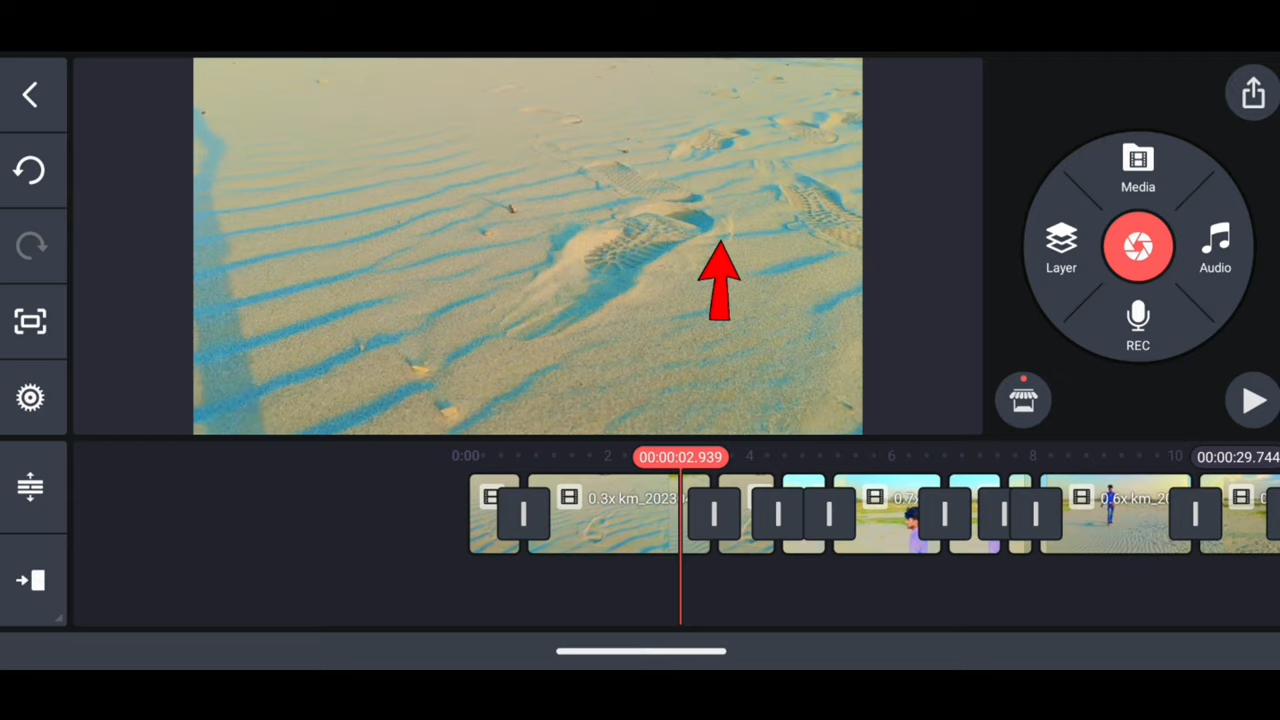 Media
Layer
Audio
REC
0:00
2
00:00:02.939
4
6
8
10
00:00:29.744
0.3x km_2023
0.7x
0.6x km_20